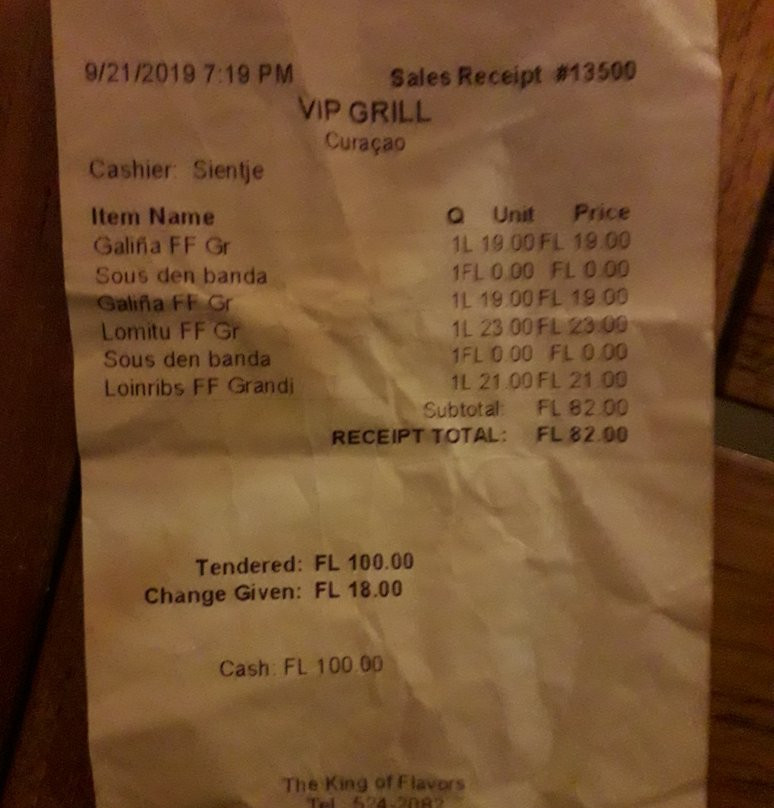 9/21/2019 7:19 PM Sales Receipt #13500
VIP GRILL
Curaçao
Cashier: Sientje
Item Name Q Unit Price
Galiña FF Gr 1L 19.00 FL 19.00
Sous den banda 1FL 0.00 FL 0.00
Galiña FF Gr 1L 19.00 FL 19.00
Lomitu FF Gr 1L 23.00 FL 23.00
Sous den banda 1FL 0.00 FL 0.00
Loinribs FF Grandi 1L 21.00 FL 21.00
Subtotal: FL 82.00
RECEIPT TOTAL: FL 82.00
Tendered: FL 100.00
Change Given: FL 18.00
Cash: FL 100.00
The King of Flavors
Tel. 524-2082